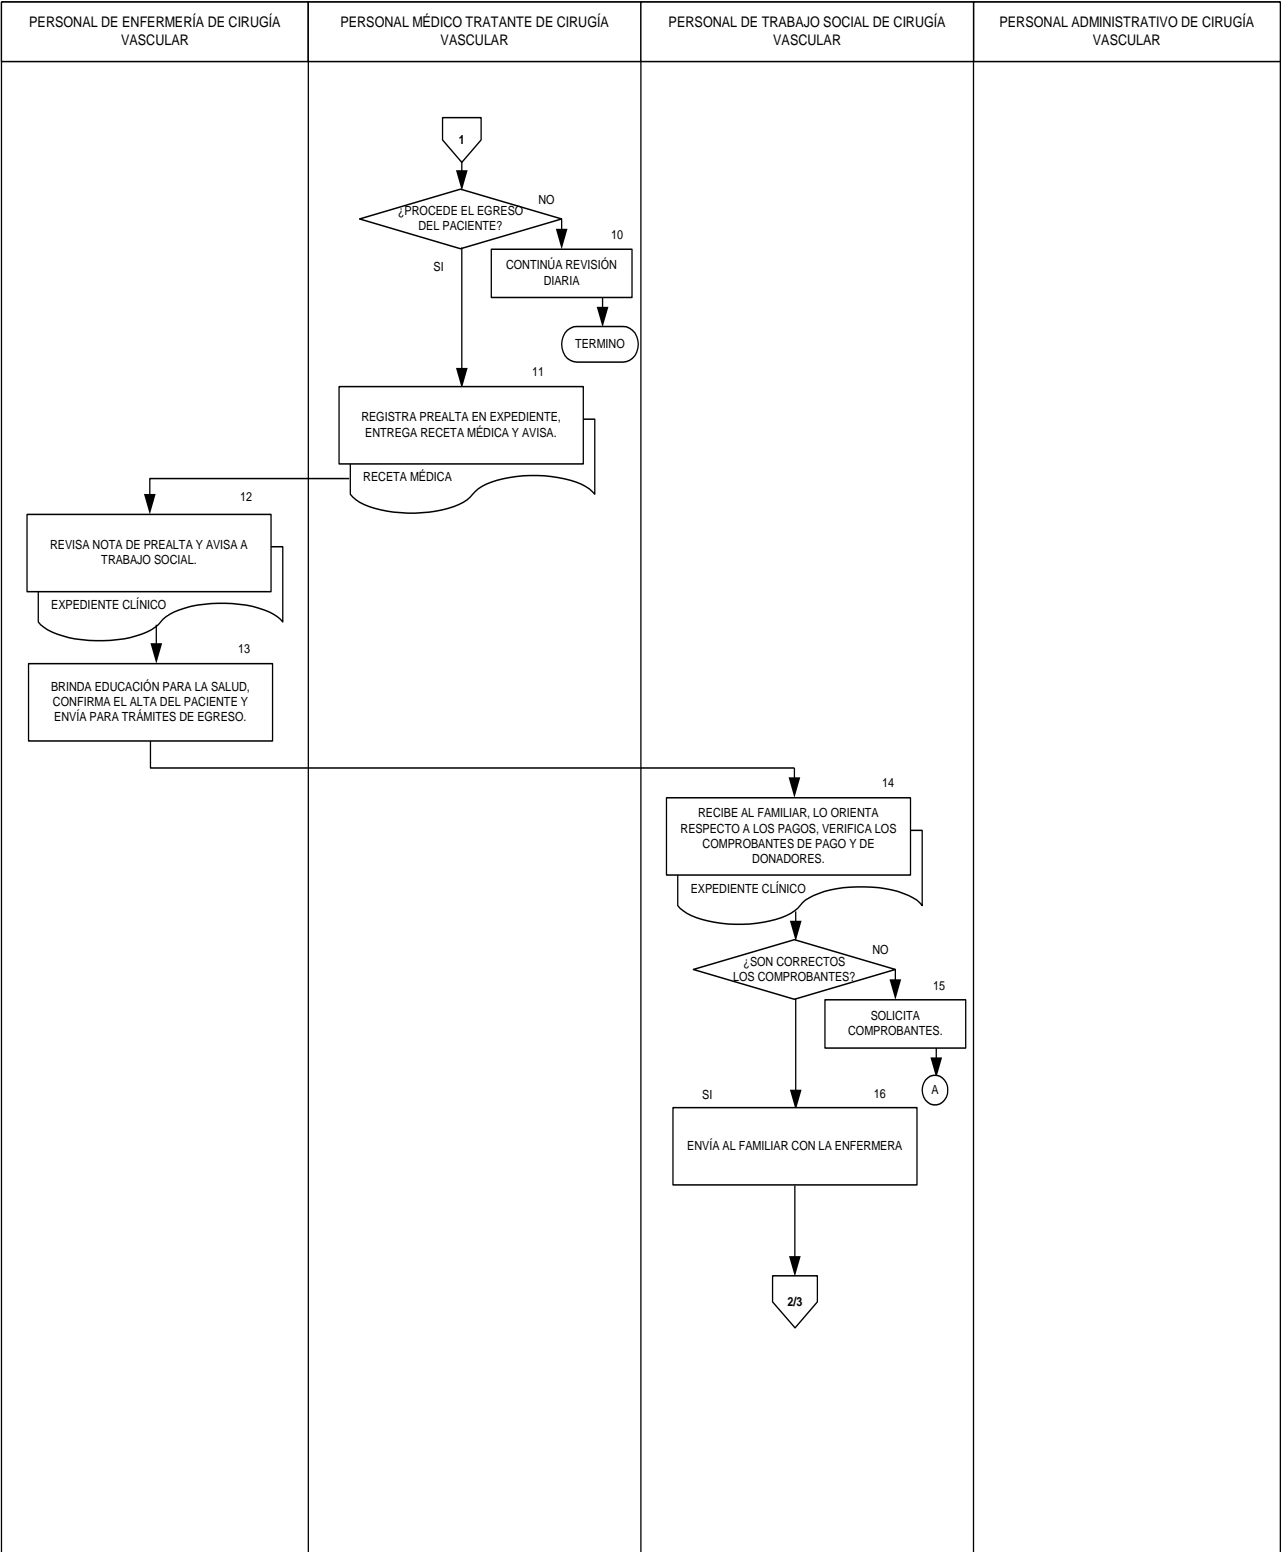 PERSONAL DE ENFERMERÍA DE CIRUGÍA
VASCULAR
PERSONAL MÉDICO TRATANTE DE CIRUGÍA
VASCULAR
PERSONAL DE TRABAJO SOCIAL DE CIRUGÍA
VASCULAR
PERSONAL ADMINISTRATIVO DE CIRUGÍA
VASCULAR
1
¿PROCEDE EL EGRESO
DEL PACIENTE?
NO
SI
10
CONTINÚA REVISIÓN
DIARIA
TERMINO
11
REGISTRA PREALTA EN EXPEDIENTE,
ENTREGA RECETA MÉDICA Y AVISA.
RECETA MÉDICA
12
REVISA NOTA DE PREALTA Y AVISA A
TRABAJO SOCIAL.
EXPEDIENTE CLÍNICO
13
BRINDA EDUCACIÓN PARA LA SALUD,
CONFIRMA EL ALTA DEL PACIENTE Y
ENVÍA PARA TRÁMITES DE EGRESO.
14
RECIBE AL FAMILIAR, LO ORIENTA
RESPECTO A LOS PAGOS, VERIFICA LOS
COMPROBANTES DE PAGO Y DE
DONADORES.
EXPEDIENTE CLÍNICO
¿SON CORRECTOS
LOS COMPROBANTES?
NO
15
SOLICITA
COMPROBANTES.
A
SI
16
ENVÍA AL FAMILIAR CON LA ENFERMERA
2/3